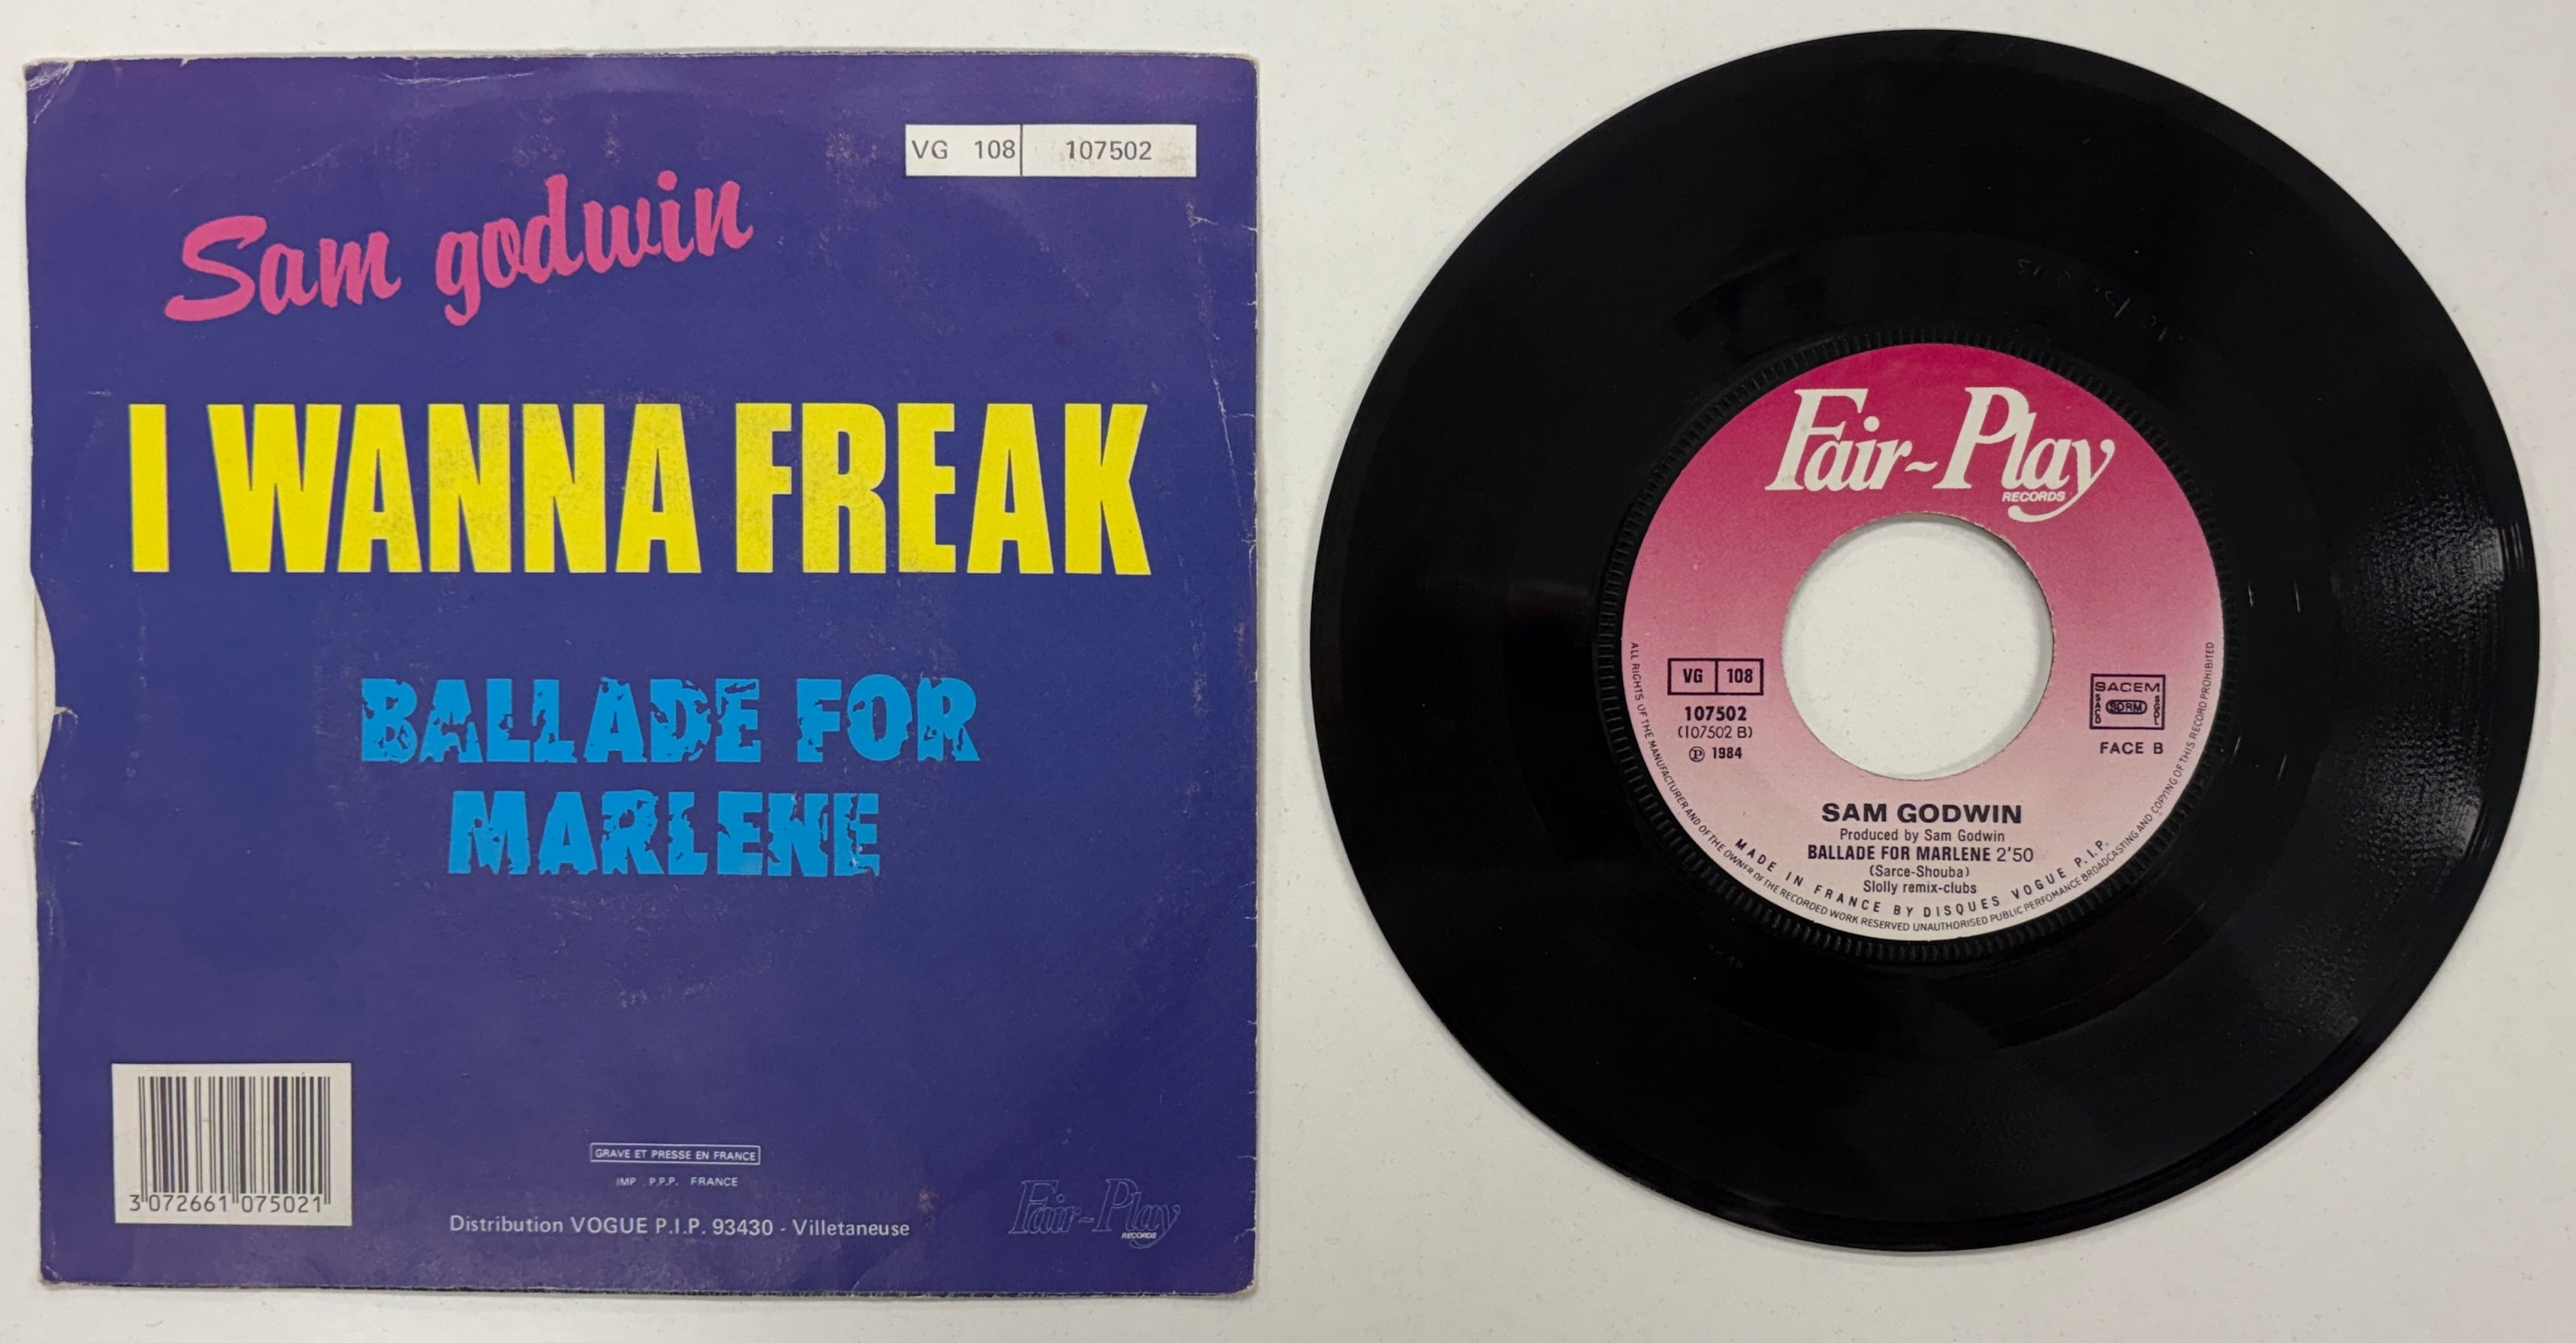 VG 108 107502
Sam godwin
I WANNA FREAK
BALLADE FOR
MARLENE
3 072661 075021
GRAVE ET PRESSE EN FRANCE
IMP . P.P.P. FRANCE
Distribution VOGUE P.I.P. 93430 - Villetaneuse
Fair-Play
RECORDS
Fair-Play
RECORDS
VG 108
107502
(107502 B)
℗ 1984
SACEM
SACD SDRM SGDL
FACE B
SAM GODWIN
Produced by Sam Godwin
BALLADE FOR MARLENE 2'50
(Sarce-Shouba)
Slolly remix-clubs
MADE IN FRANCE BY DISQUES VOGUE P.I.P.
ALL RIGHTS OF THE MANUFACTURER AND OF THE OWNER OF THE RECORDED WORK RESERVED UNAUTHORISED PUBLIC PERFOMANCE BROADCASTING AND COPYING OF THIS RECORD PROHIBITED